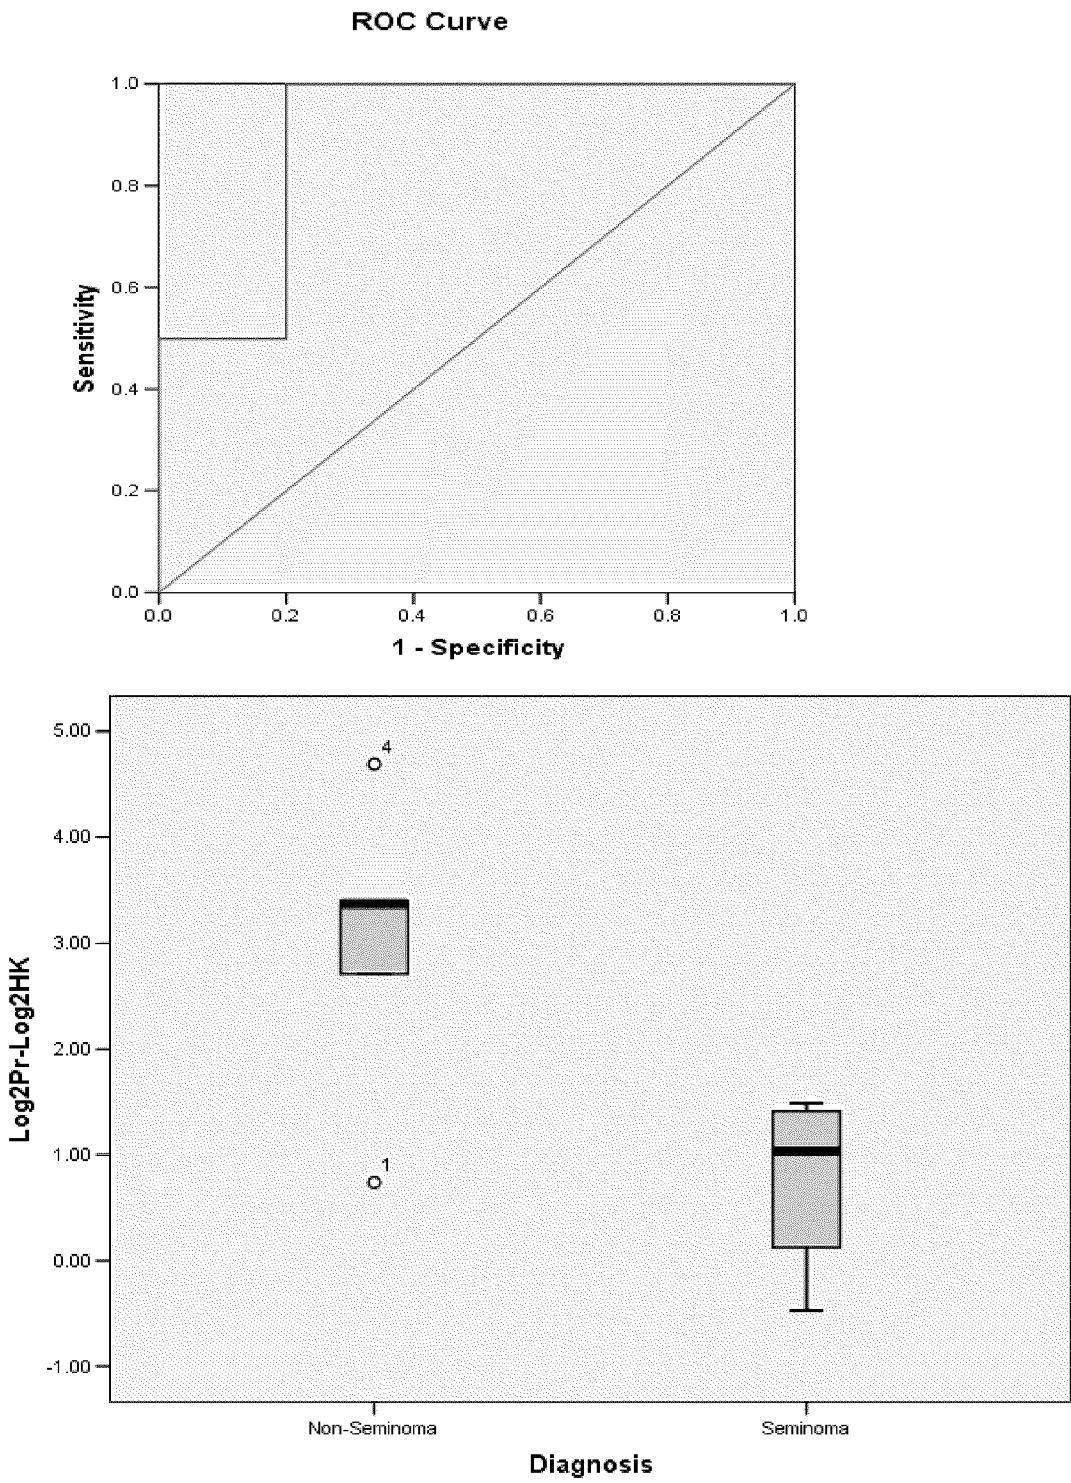 ROC Curve
1.0
0.8
0.6
0.4
0.2
0.0
Sensitivity
0.0 0.2 0.4 0.6 0.8 1.0
1 - Specificity
5.00
4.00
3.00
2.00
1.00
0.00
-1.00
Log2Pr-Log2HK
4
1
Non-Seminoma Seminoma
Diagnosis